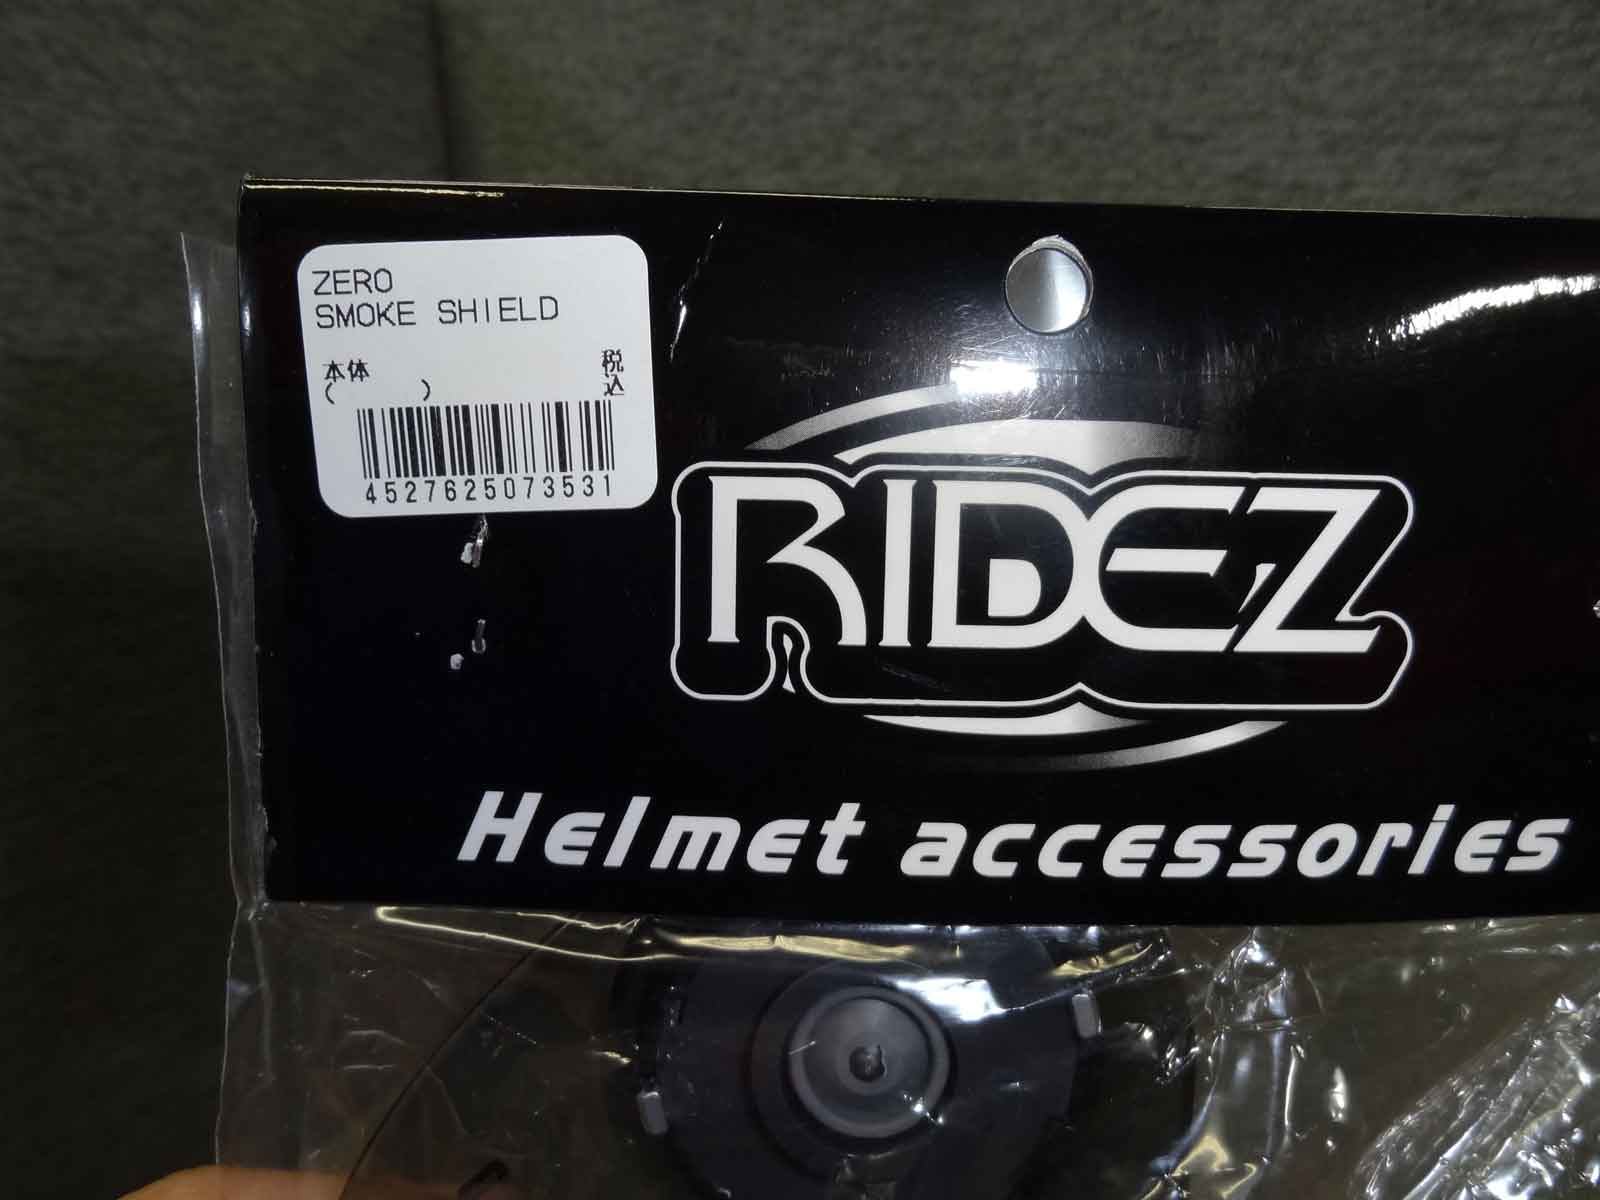 ZERO
SMOKE SHIELD
本体 税込
( )
4527625073531
RIDEZ
Helmet accessories